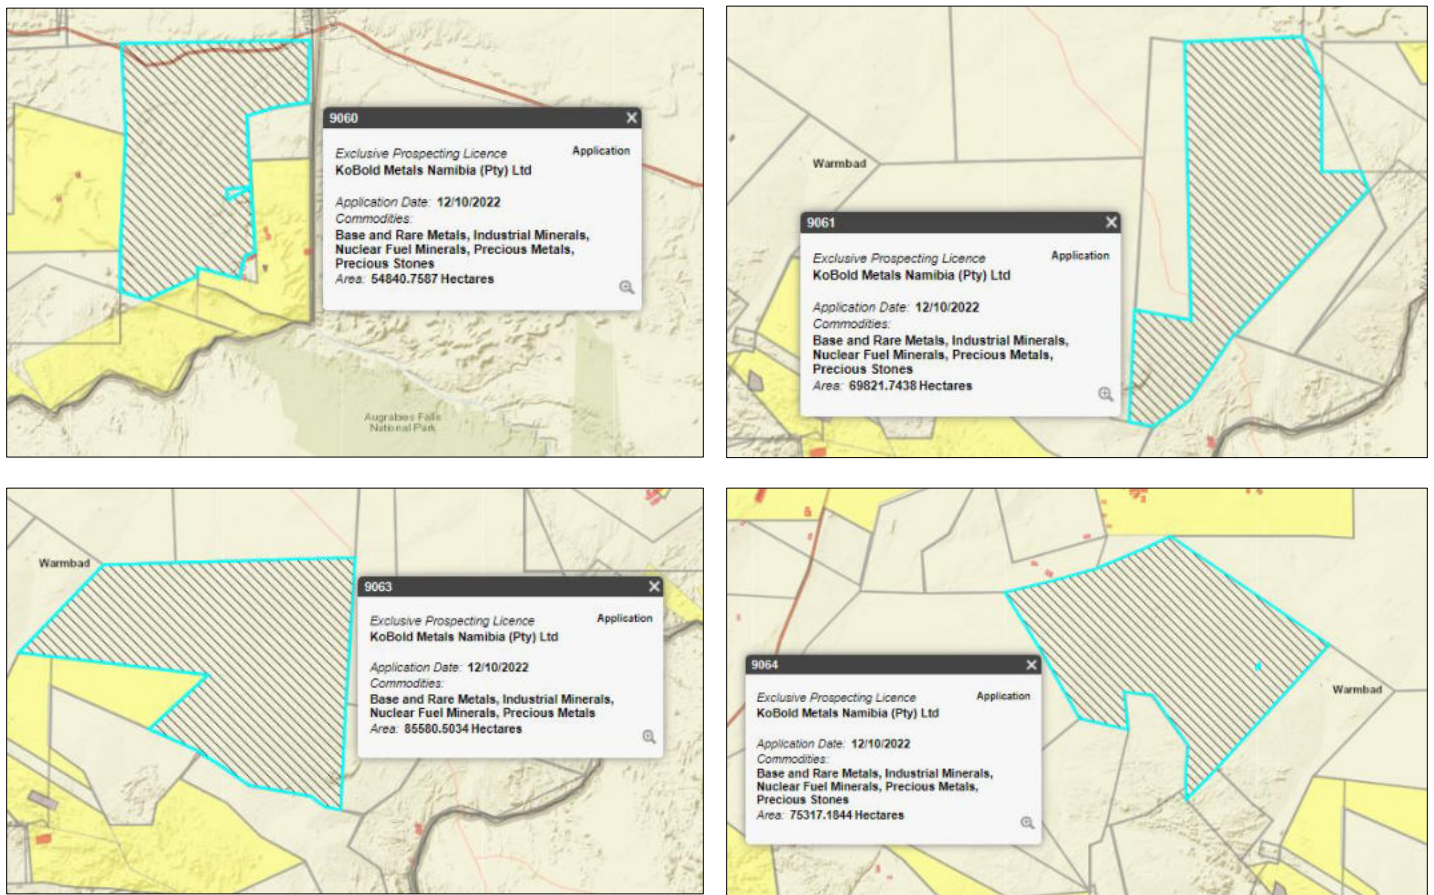 9060
Exclusive Prospecting Licence Application
KoBold Metals Namibia (Pty) Ltd
Application Date: 12/10/2022
Commodities:
Base and Rare Metals, Industrial Minerals,
Nuclear Fuel Minerals, Precious Metals,
Precious Stones
Area: 54840.7587 Hectares
Augrabies Falls
National Park
Warmbad
9061
Exclusive Prospecting Licence Application
KoBold Metals Namibia (Pty) Ltd
Application Date: 12/10/2022
Commodities:
Base and Rare Metals, Industrial Minerals,
Nuclear Fuel Minerals, Precious Metals,
Precious Stones
Area: 69821.7438 Hectares
Warmbad
9063
Exclusive Prospecting Licence Application
KoBold Metals Namibia (Pty) Ltd
Application Date: 12/10/2022
Commodities:
Base and Rare Metals, Industrial Minerals,
Nuclear Fuel Minerals, Precious Metals
Area: 85580.5034 Hectares
9064
Exclusive Prospecting Licence Application
KoBold Metals Namibia (Pty) Ltd
Application Date: 12/10/2022
Commodities:
Base and Rare Metals, Industrial Minerals,
Nuclear Fuel Minerals, Precious Metals,
Precious Stones
Area: 75317.1844 Hectares
Warmbad